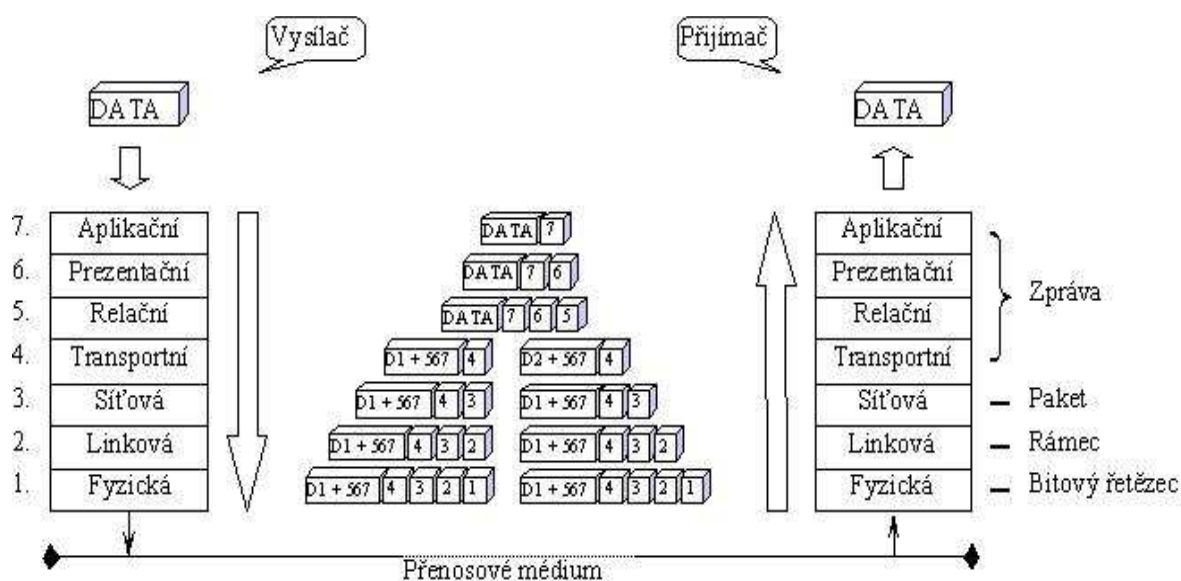 Vysílač Přijímač
DATA DATA
7. Aplikační DATA 7 Aplikační
6. Prezentační DATA 7 6 Prezentační
5. Relační DATA 7 6 5 Relační
Zpráva
4. Transportní D1 + 567 4 D2 + 567 4 Transportní
3. Síťová D1 + 567 4 3 D1 + 567 4 3 Síťová Paket
2. Linková D1 + 567 4 3 2 D1 + 567 4 3 2 Linková Rámec
1. Fyzická D1 + 567 4 3 2 1 D1 + 567 4 3 2 1 Fyzická Bitový řetězec
Přenosové médium